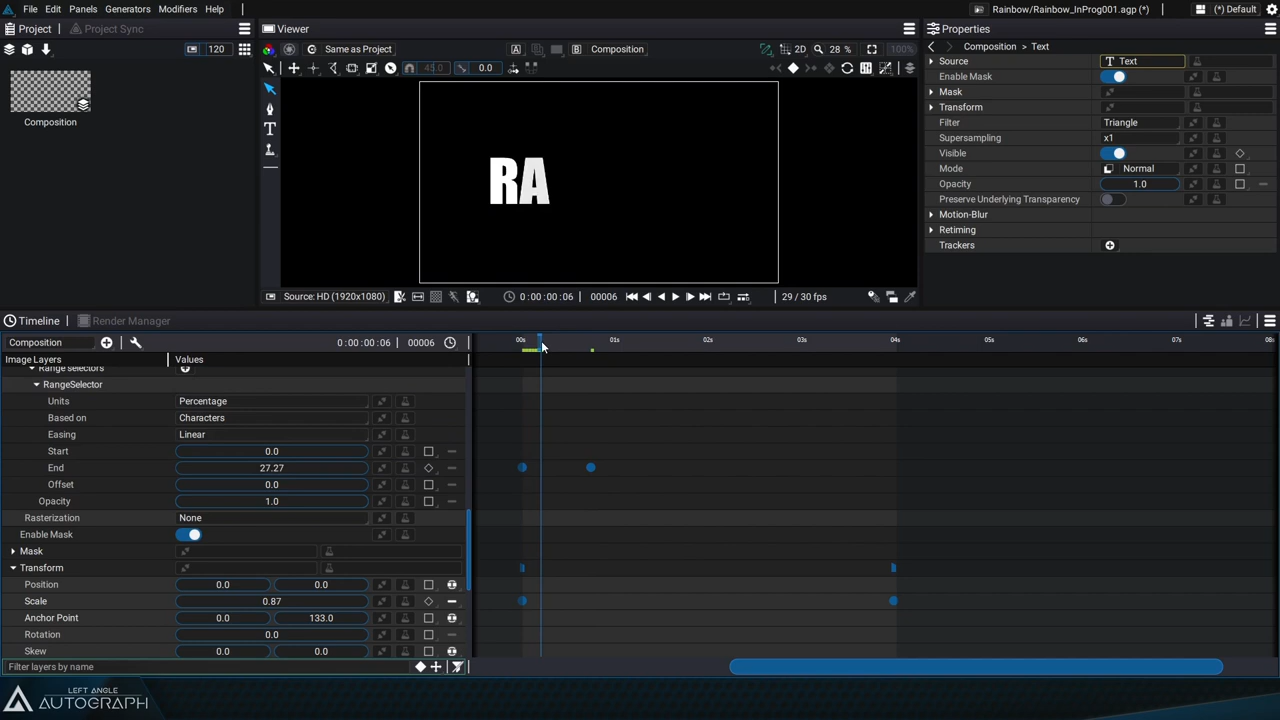 File Edit Panels Generators Modifiers Help Rainbow/Rainbow_InProg001.agp (*) (*) Default
Project Project Sync Viewer Properties
120 Same as Project A B Composition 2D 28 % 100% Composition > Text
45.0 0.0 Source T Text
Enable Mask
Mask
Transform
Composition
Filter Triangle
Supersampling x1
Visible
Mode Normal
RA
Opacity 1.0
Preserve Underlying Transparency
Motion-Blur
Retiming
Trackers
Source: HD (1920x1080) 0:00:00:06 00006 29 / 30 fps
Timeline Render Manager
Composition 0:00:00:06 00006 00s 01s 02s 03s 04s 05s 06s 07s 08s
Image Layers Values
Range selectors
RangeSelector
Units Percentage
Based on Characters
Easing Linear
Start 0.0
End 27.27
Offset 0.0
Opacity 1.0
Rasterization None
Enable Mask
Mask
Transform
Position 0.0 0.0
Scale 0.87
Anchor Point 0.0 133.0
Rotation 0.0
Skew 0.0 0.0
Filter layers by name
LEFT ANGLE
AUTOGRAPH